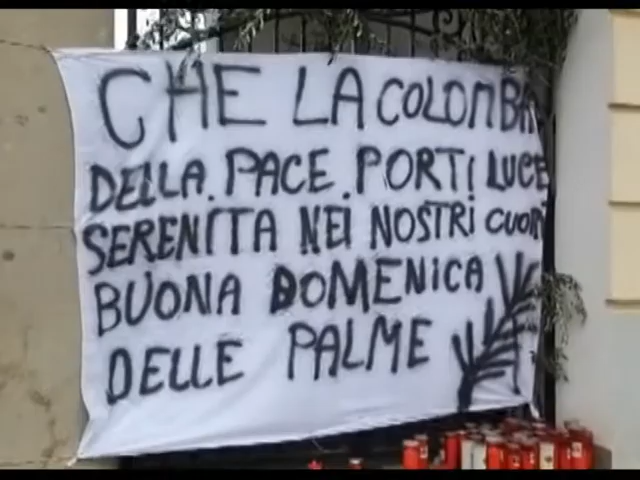 CHE LA COLOMBA
DELLA. PACE. PORTI LUCE
SERENITA NEI NOSTRI CUORI
BUONA DOMENICA
DELLE PALME